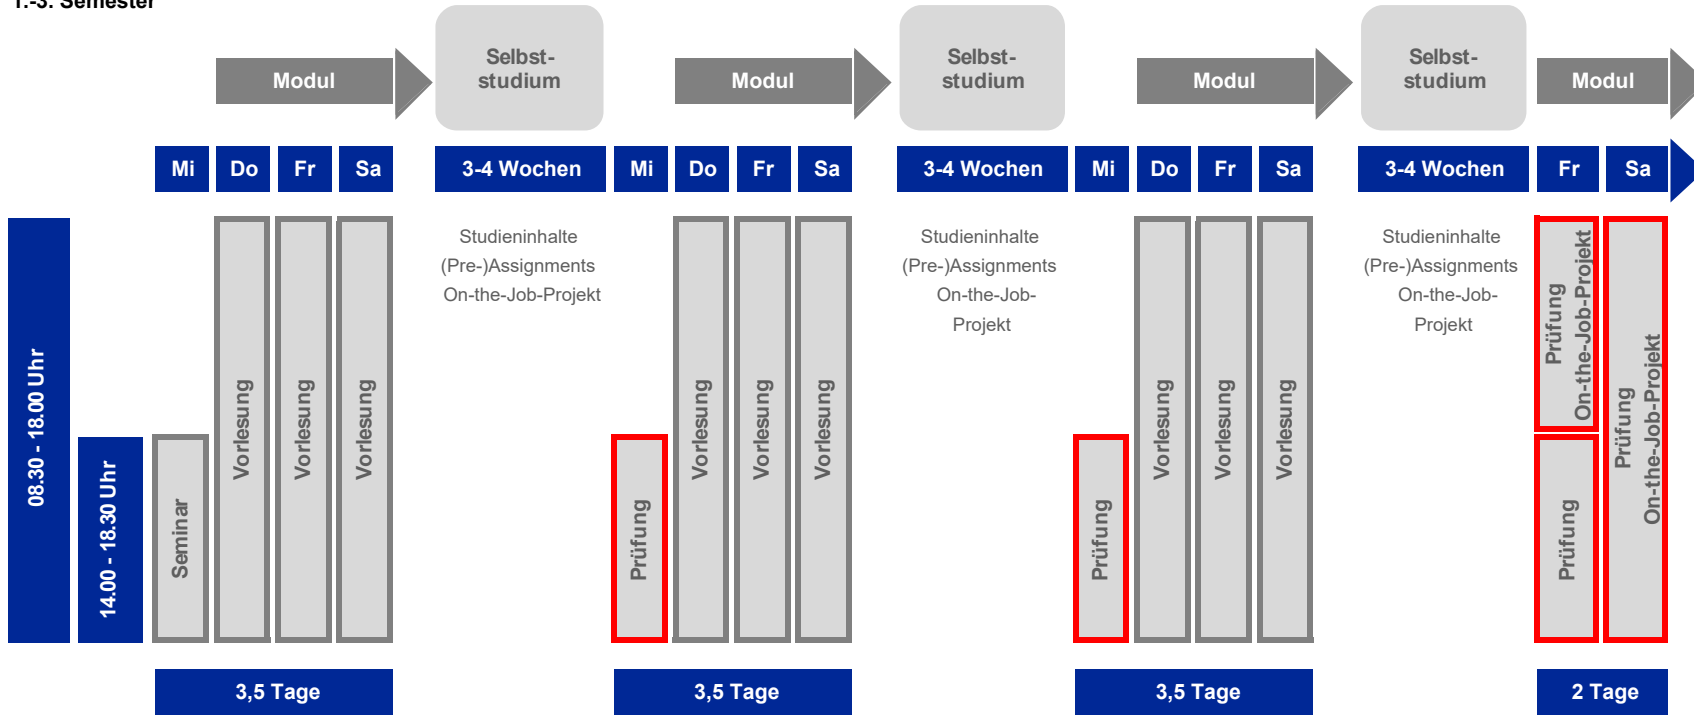 1.-3. Semester
Modul
Selbst-
studium
Modul
Selbst-
studium
Modul
Selbst-
studium
Modul
Mi
Do
Fr
Sa
3-4 Wochen
Mi
Do
Fr
Sa
3-4 Wochen
Mi
Do
Fr
Sa
3-4 Wochen
Fr
Sa
08.30 - 18.00 Uhr
14.00 - 18.30 Uhr
Seminar
Vorlesung
Vorlesung
Vorlesung
Studieninhalte
(Pre-)Assignments
On-the-Job-Projekt
Prüfung
Vorlesung
Vorlesung
Vorlesung
Studieninhalte
(Pre-)Assignments
On-the-Job-
Projekt
Prüfung
Vorlesung
Vorlesung
Vorlesung
Studieninhalte
(Pre-)Assignments
On-the-Job-
Projekt
Prüfung
On-the-Job-Projekt
Prüfung
Prüfung
On-the-Job-Projekt
3,5 Tage
3,5 Tage
3,5 Tage
2 Tage